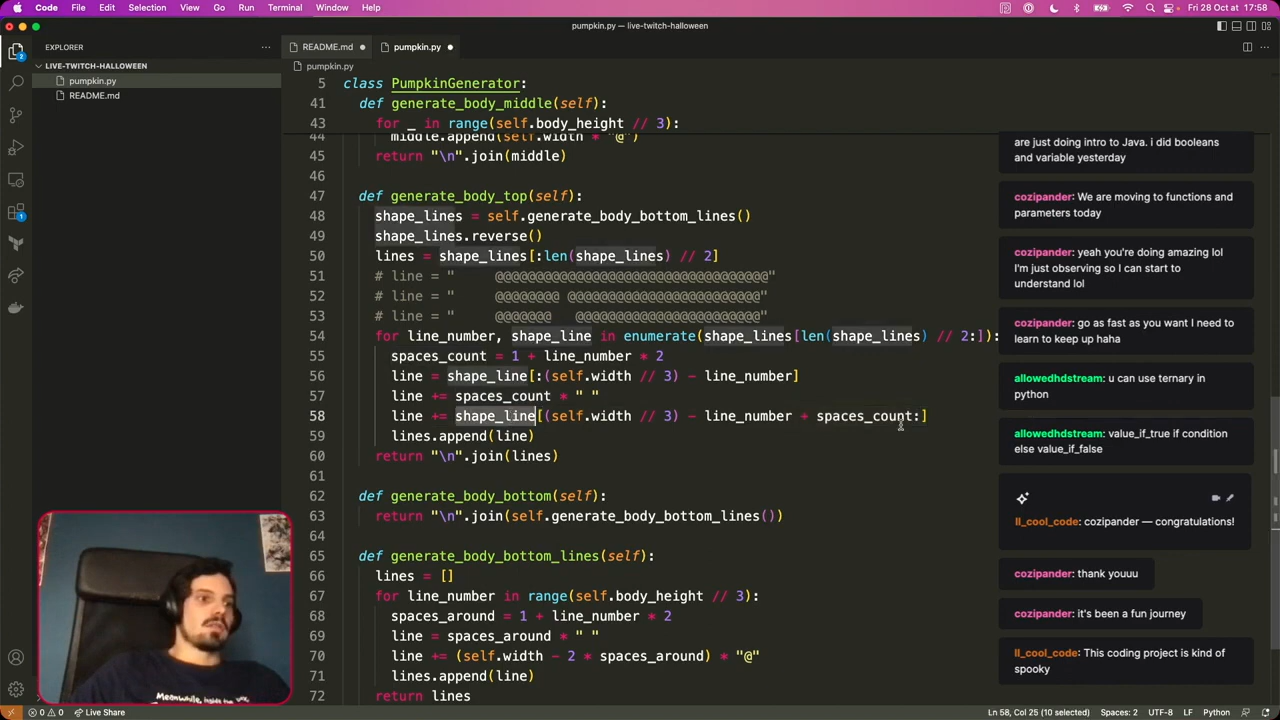 Code File Edit Selection View Go Run Terminal Window Help
Fri 28 Oct at 17:58
pumpkin.py — live-twitch-halloween
EXPLORER
LIVE-TWITCH-HALLOWEEN
pumpkin.py
README.md
2
1
README.md
pumpkin.py
pumpkin.py
5 class PumpkinGenerator:
41 def generate_body_middle(self):
43 for _ in range(self.body_height // 3):
44 middle.append(self.width * "@")
45 return "\n".join(middle)
46
47 def generate_body_top(self):
48 shape_lines = self.generate_body_bottom_lines()
49 shape_lines.reverse()
50 lines = shape_lines[:len(shape_lines) // 2]
51 # line = "     @@@@@@@@@@@@@@@@@@@@@@@@@@@@@@@@@@"
52 # line = "     @@@@@@@@ @@@@@@@@@@@@@@@@@@@@@@@@"
53 # line = "     @@@@@@@   @@@@@@@@@@@@@@@@@@@@@@@"
54 for line_number, shape_line in enumerate(shape_lines[len(shape_lines) // 2:]):
55 spaces_count = 1 + line_number * 2
56 line = shape_line[:(self.width // 3) - line_number]
57 line += spaces_count * " "
58 line += shape_line[(self.width // 3) - line_number + spaces_count:]
59 lines.append(line)
60 return "\n".join(lines)
61
62 def generate_body_bottom(self):
63 return "\n".join(self.generate_body_bottom_lines())
64
65 def generate_body_bottom_lines(self):
66 lines = []
67 for line_number in range(self.body_height // 3):
68 spaces_around = 1 + line_number * 2
69 line = spaces_around * " "
70 line += (self.width - 2 * spaces_around) * "@"
71 lines.append(line)
72 return lines
are just doing intro to Java. i did booleans
and variable yesterday
cozipander: We are moving to functions and
parameters today
cozipander: yeah you're doing amazing lol
I'm just observing so I can start to
understand lol
cozipander: go as fast as you want I need to
learn to keep up haha
allowedhdstream: u can use ternary in
python
allowedhdstream: value_if_true if condition
else value_if_false
ll_cool_code: cozipander — congratulations!
cozipander: thank youuu
cozipander: it's been a fun journey
ll_cool_code: This coding project is kind of
spooky
Meanwhile, inside the
0 0 Live Share
Ln 58, Col 25 (10 selected) Spaces: 2 UTF-8 LF Python